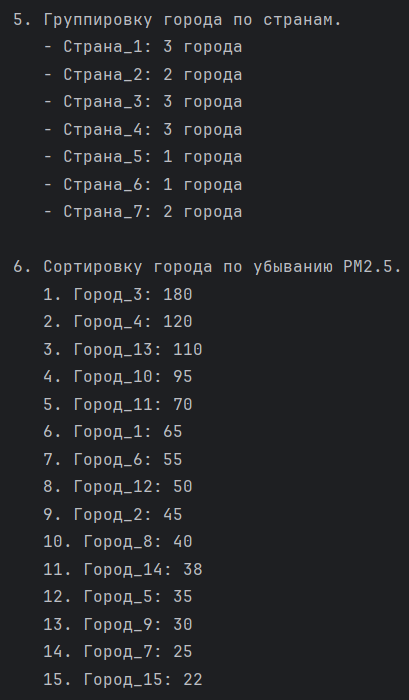 5. Группировку города по странам.
- Страна_1: 3 города
- Страна_2: 2 города
- Страна_3: 3 города
- Страна_4: 3 города
- Страна_5: 1 города
- Страна_6: 1 города
- Страна_7: 2 города
6. Сортировку города по убыванию PM2.5.
1. Город_3: 180
2. Город_4: 120
3. Город_13: 110
4. Город_10: 95
5. Город_11: 70
6. Город_1: 65
7. Город_6: 55
8. Город_12: 50
9. Город_2: 45
10. Город_8: 40
11. Город_14: 38
12. Город_5: 35
13. Город_9: 30
14. Город_7: 25
15. Город_15: 22